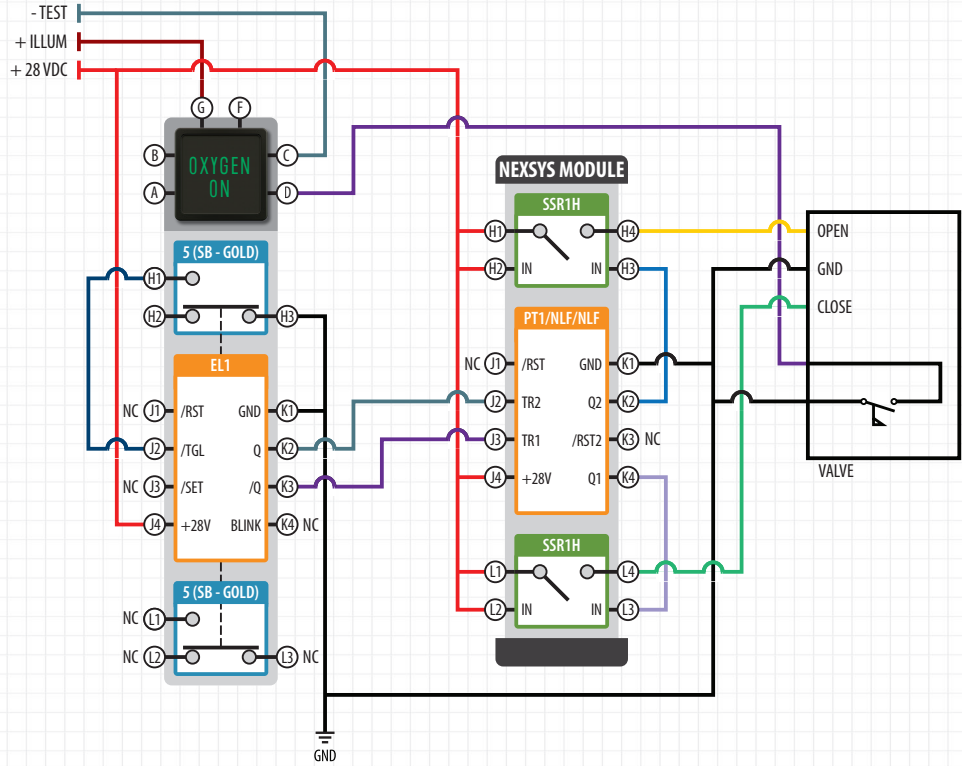 - TEST
+ ILLUM
+ 28 VDC
G F
B OXYGEN C
A ON D
NEXSYS MODULE
5 (SB - GOLD)
H1
H2 H3
EL1
NC J1 /RST GND K1
J2 /TGL Q K2
NC J3 /SET /Q K3
J4 +28V BLINK K4 NC
5 (SB - GOLD)
NC L1
NC L2 L3 NC
SSR1H
H1 H4
H2 IN IN H3
PT1/NLF/NLF
NC J1 /RST GND K1
J2 TR2 Q2 K2
J3 TR1 /RST2 K3 NC
J4 +28V Q1 K4
SSR1H
L1 L4
L2 IN IN L3
OPEN
GND
CLOSE
VALVE
GND